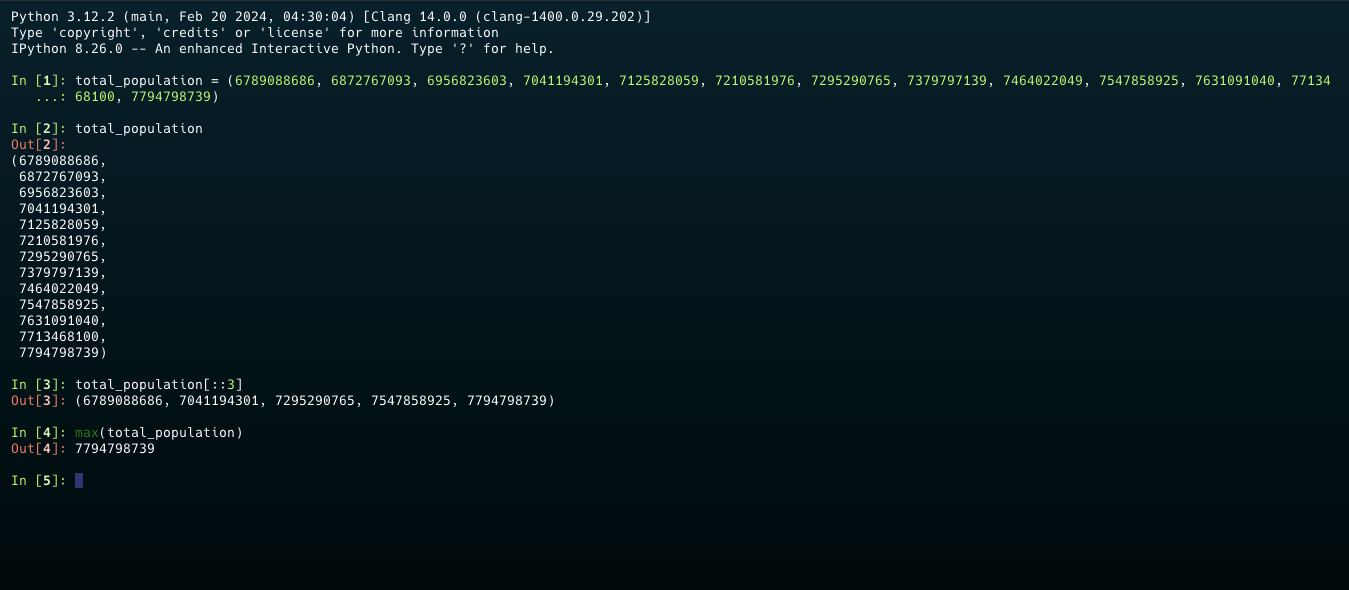 Python 3.12.2 (main, Feb 20 2024, 04:30:04) [Clang 14.0.0 (clang-1400.0.29.202)]
Type 'copyright', 'credits' or 'license' for more information
IPython 8.26.0 -- An enhanced Interactive Python. Type '?' for help.
In [1]: total_population = (6789088686, 6872767093, 6956823603, 7041194301, 7125828059, 7210581976, 7295290765, 7379797139, 7464022049, 7547858925, 7631091040, 77134
...: 68100, 7794798739)
In [2]: total_population
Out[2]:
(6789088686,
6872767093,
6956823603,
7041194301,
7125828059,
7210581976,
7295290765,
7379797139,
7464022049,
7547858925,
7631091040,
7713468100,
7794798739)
In [3]: total_population[::3]
Out[3]: (6789088686, 7041194301, 7295290765, 7547858925, 7794798739)
In [4]: max(total_population)
Out[4]: 7794798739
In [5]: